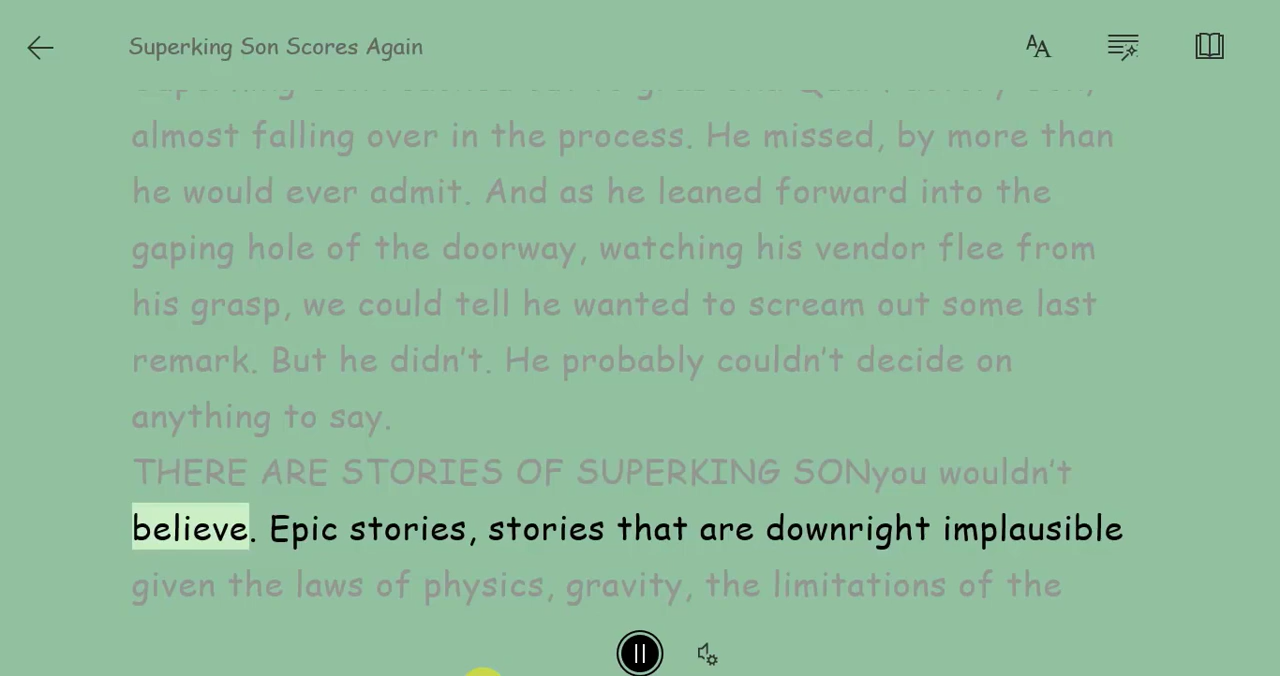 Superking Son Scores Again
almost falling over in the process. He missed, by more than
he would ever admit. And as he leaned forward into the
gaping hole of the doorway, watching his vendor flee from
his grasp, we could tell he wanted to scream out some last
remark. But he didn't. He probably couldn't decide on
anything to say.
THERE ARE STORIES OF SUPERKING SONyou wouldn't
believe. Epic stories, stories that are downright implausible
given the laws of physics, gravity, the limitations of the